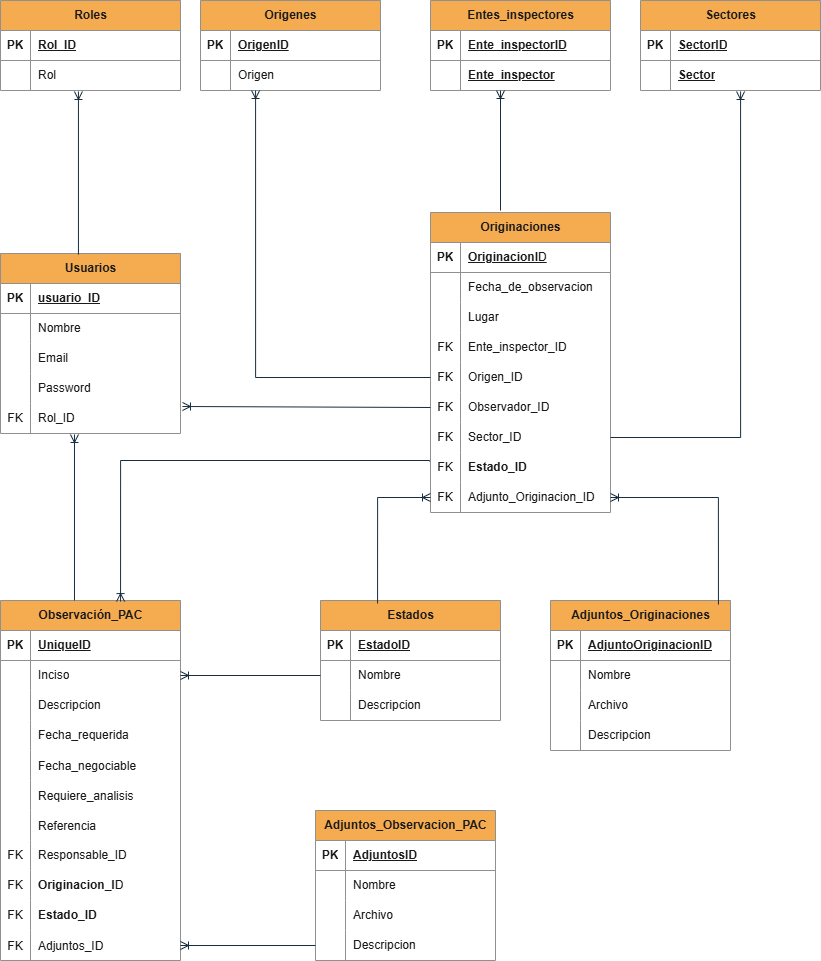 Roles
PK Rol_ID
Rol
Origenes
PK OrigenID
Origen
Entes_inspectores
PK Ente_inspectorID
Ente_inspector
Sectores
PK SectorID
Sector
Originaciones
PK OriginacionID
Fecha_de_observacion
Lugar
FK Ente_inspector_ID
FK Origen_ID
FK Observador_ID
FK Sector_ID
FK Estado_ID
FK Adjunto_Originacion_ID
Usuarios
PK usuario_ID
Nombre
Email
Password
FK Rol_ID
Observación_PAC
PK UniqueID
Inciso
Descripcion
Fecha_requerida
Fecha_negociable
Requiere_analisis
Referencia
FK Responsable_ID
FK Originacion_ID
FK Estado_ID
FK Adjuntos_ID
Estados
PK EstadoID
Nombre
Descripcion
Adjuntos_Originaciones
PK AdjuntoOriginacionID
Nombre
Archivo
Descripcion
Adjuntos_Observacion_PAC
PK AdjuntosID
Nombre
Archivo
Descripcion